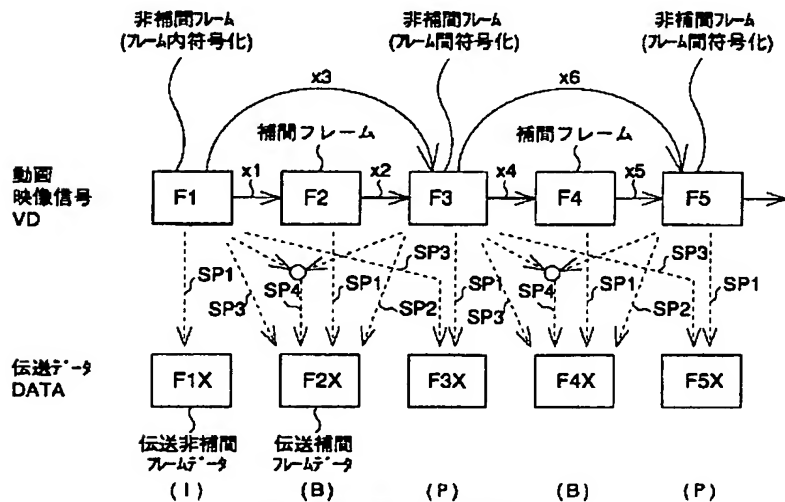 非補間フレーム
(フレーム内符号化)
非補間フレーム
(フレーム間符号化)
非補間フレーム
(フレーム間符号化)
x3
x6
補間フレーム
補間フレーム
動画
映像信号
VD
F1
x1
F2
x2
F3
x4
F4
x5
F5
SP1
SP3
SP4
SP1
SP3
SP2
SP1
SP3
SP4
SP1
SP3
SP2
SP1
伝送データ
DATA
F1X
F2X
F3X
F4X
F5X
伝送非補間
フレームデータ
伝送補間
フレームデータ
(I)
(B)
(P)
(B)
(P)